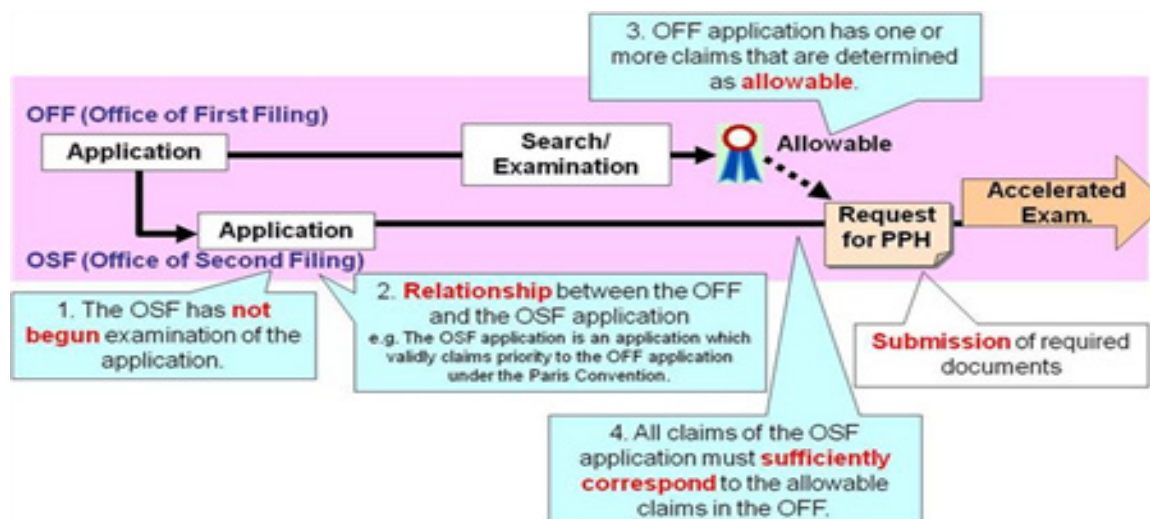 3. OFF application has one or
more claims that are determined
as allowable.
OFF (Office of First Filing)
Application
Search/
Examination
Allowable
Accelerated
Exam.
Request
for PPH
Application
OSF (Office of Second Filing)
1. The OSF has not
begun examination of the
application.
2. Relationship between the OFF
and the OSF application
e.g. The OSF application is an application which
validly claims priority to the OFF application
under the Paris Convention.
Submission of required
documents
4. All claims of the OSF
application must sufficiently
correspond to the allowable
claims in the OFF.